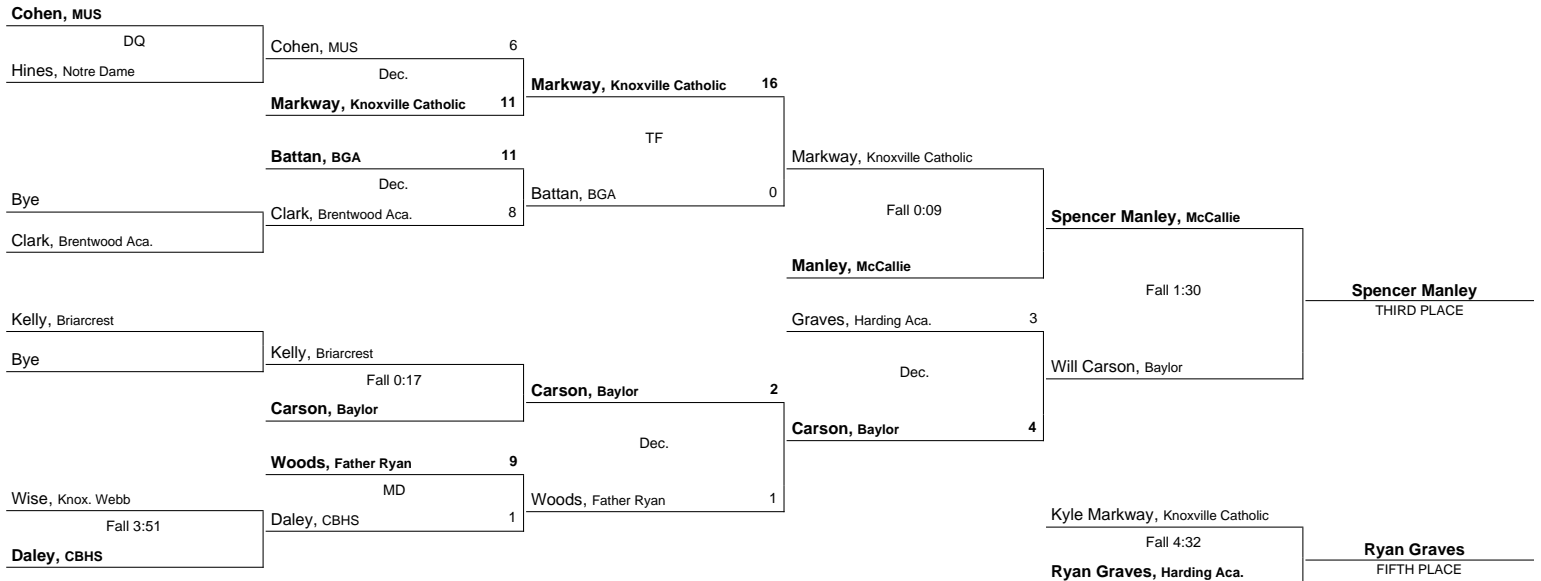 Cohen, MUS
DQ
Hines, Notre Dame
Bye
Clark, Brentwood Aca.
Kelly, Briarcrest
Bye
Wise, Knox. Webb
Fall 3:51
Daley, CBHS
Cohen, MUS 6
Dec.
Markway, Knoxville Catholic 11
Battan, BGA 11
Dec.
Clark, Brentwood Aca. 8
Kelly, Briarcrest
Fall 0:17
Carson, Baylor
Woods, Father Ryan 9
MD
Daley, CBHS 1
Markway, Knoxville Catholic 16
TF
Battan, BGA 0
Carson, Baylor 2
Dec.
Woods, Father Ryan 1
Markway, Knoxville Catholic
Fall 0:09
Manley, McCallie
Graves, Harding Aca. 3
Dec.
Carson, Baylor 4
Spencer Manley, McCallie
Fall 1:30
Will Carson, Baylor
Spencer Manley
THIRD PLACE
Kyle Markway, Knoxville Catholic
Fall 4:32
Ryan Graves, Harding Aca.
Ryan Graves
FIFTH PLACE